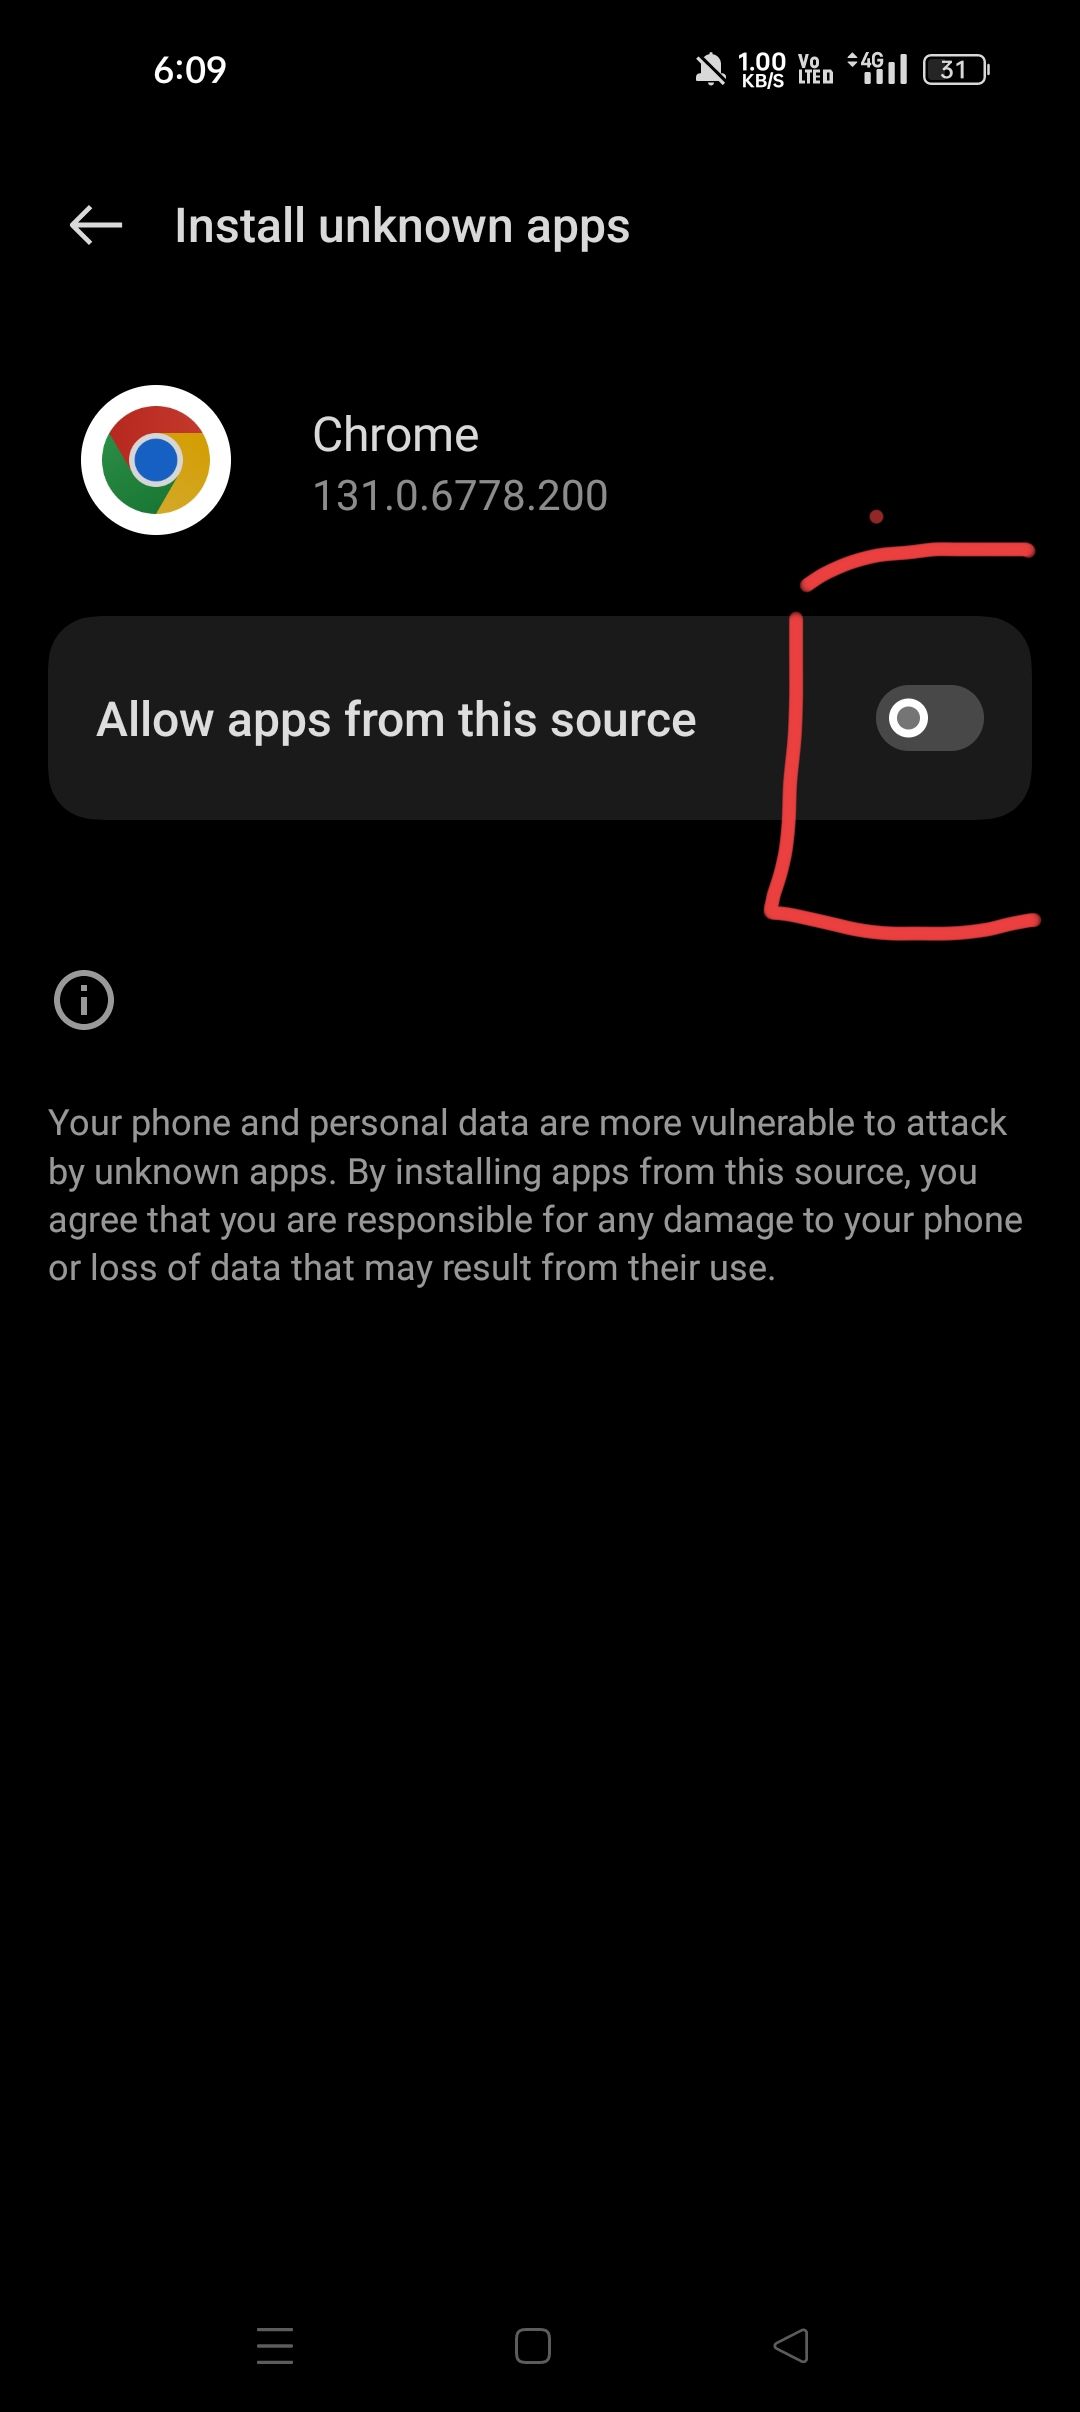 6:09
1.00 KB/S Vo LTE D 4G 31
Install unknown apps
Chrome
131.0.6778.200
Allow apps from this source
Your phone and personal data are more vulnerable to attack
by unknown apps. By installing apps from this source, you
agree that you are responsible for any damage to your phone
or loss of data that may result from their use.